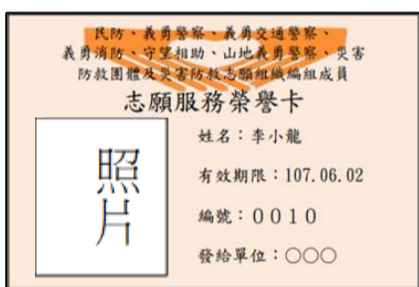 民防、義勇警察、義勇交通警察、
義勇消防、守望相助、山地義勇警察、災害
防救團體及災害防救志願組織編組成員
志願服務榮譽卡
照片
姓名：李小龍
有效期限：107.06.02
編號：００１０
發給單位：○○○